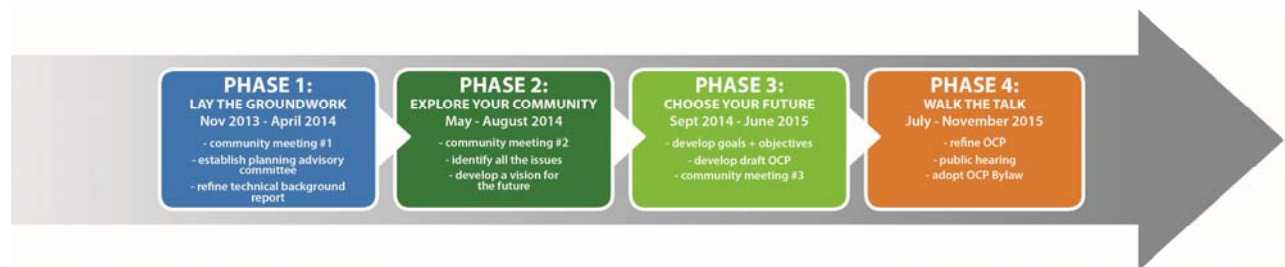 PHASE 1:
LAY THE GROUNDWORK
Nov 2013 - April 2014
- community meeting #1
- establish planning advisory
committee
- refine technical background
report
PHASE 2:
EXPLORE YOUR COMMUNITY
May - August 2014
- community meeting #2
- identify all the issues
- develop a vision for
the future
PHASE 3:
CHOOSE YOUR FUTURE
Sept 2014 - June 2015
- develop goals + objectives
- develop draft OCP
- community meeting #3
PHASE 4:
WALK THE TALK
July - November 2015
- refine OCP
- public hearing
- adopt OCP Bylaw